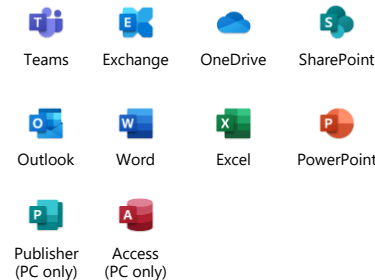 Teams Exchange OneDrive SharePoint
Outlook Word Excel PowerPoint
Publisher Access
(PC only) (PC only)